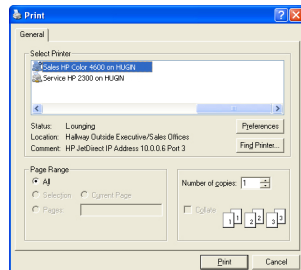 Print
General
Select Printer
Sales HP Color 4600 on HUGIN
Service HP 2300 on HUGIN
Status: Lounging
Preferences
Location: Hallway Outside Executive/Sales Offices
Comment: HP JetDirect IP Address 10.0.0.6 Port 3
Find Printer...
Page Range
All
Number of copies: 1
Selection Current Page
Pages:
Collate
1 1 2 2 3 3
Print Cancel